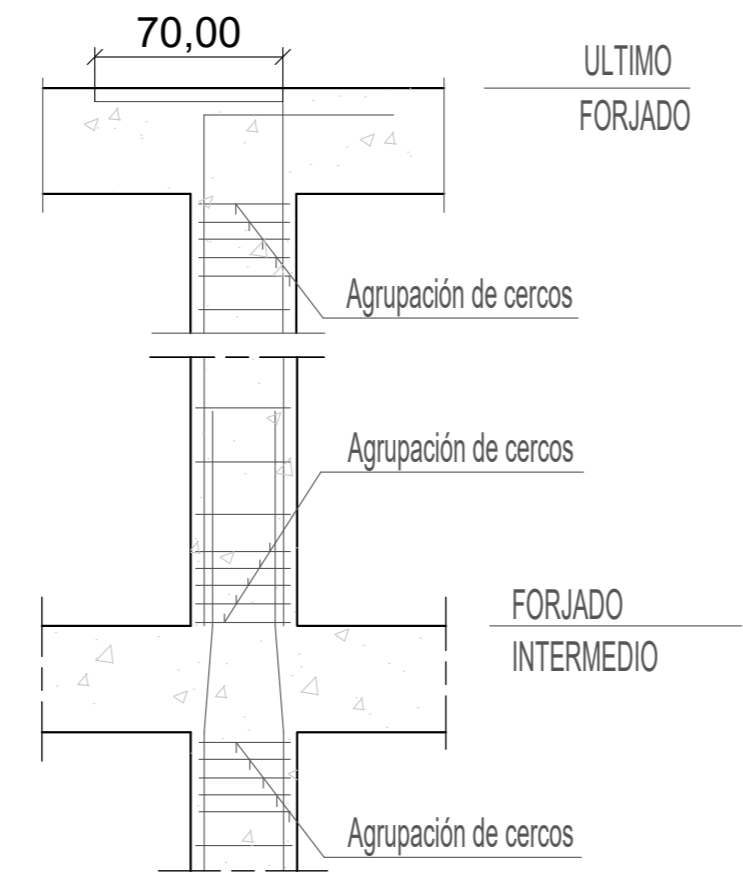 70,00
ULTIMO
FORJADO
Agrupación de cercos
Agrupación de cercos
FORJADO
INTERMEDIO
Agrupación de cercos